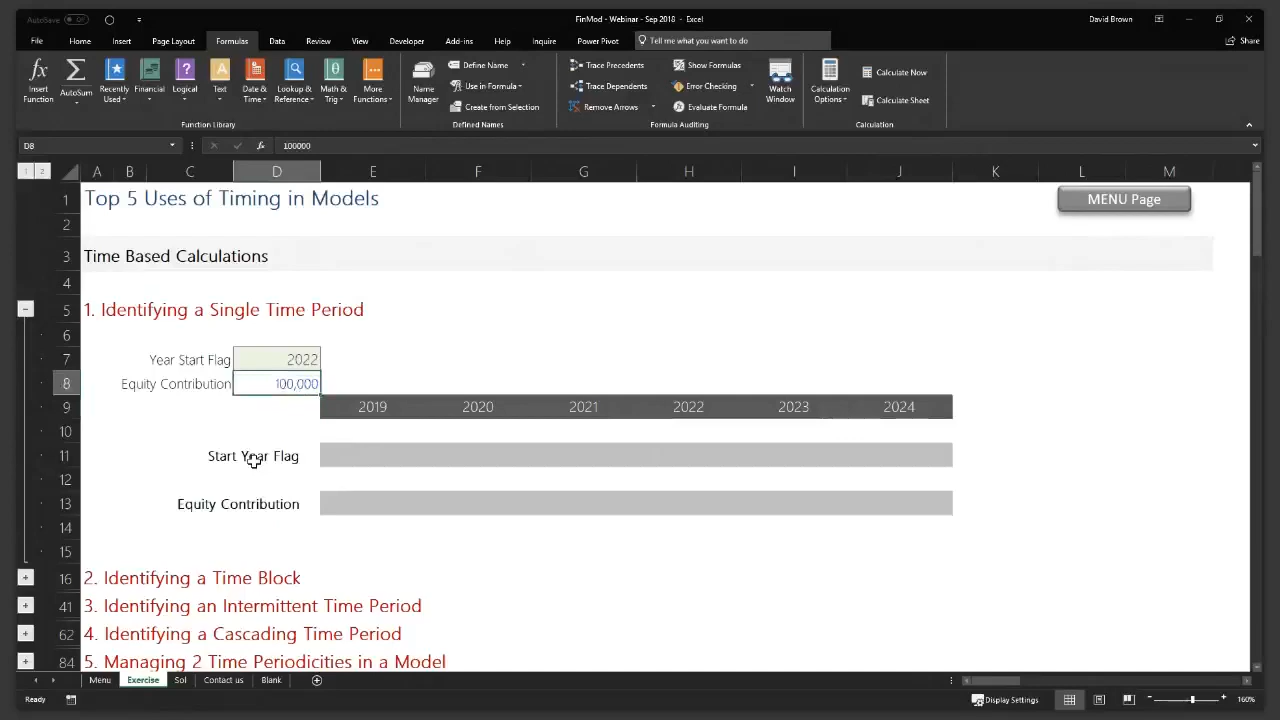 AutoSave Off
FinMod - Webinar - Sep 2018 - Excel
David Brown
File Home Insert Page Layout Formulas Data Review View Developer Add-ins Help Inquire Power Pivot Tell me what you want to do Share
Insert Function
AutoSum
Recently Used
Financial
Logical
Text
Date & Time
Lookup & Reference
Math & Trig
More Functions
Function Library
Name Manager
Define Name
Use in Formula
Create from Selection
Defined Names
Trace Precedents
Trace Dependents
Remove Arrows
Show Formulas
Error Checking
Evaluate Formula
Formula Auditing
Watch Window
Calculation Options
Calculate Now
Calculate Sheet
Calculation
D8 fx 100000
1 2 A B C D E F G H I J K L M
1 Top 5 Uses of Timing in Models MENU Page
2
3 Time Based Calculations
4
5 1. Identifying a Single Time Period
6
7 Year Start Flag 2022
8 Equity Contribution 100,000
9 2019 2020 2021 2022 2023 2024
10
11 Start Year Flag
12
13 Equity Contribution
14
15
16 2. Identifying a Time Block
41 3. Identifying an Intermittent Time Period
62 4. Identifying a Cascading Time Period
84 5. Managing 2 Time Periodicities in a Model
Menu Exercise Sol Contact us Blank
Ready Display Settings 160%